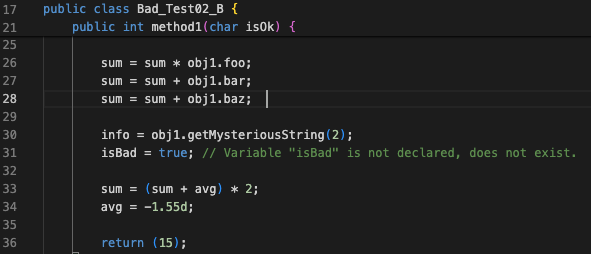 17 public class Bad_Test02_B {
21 public int method1(char isOk) {
25
26 sum = sum * obj1.foo;
27 sum = sum + obj1.bar;
28 sum = sum + obj1.baz;
29
30 info = obj1.getMysteriousString(2);
31 isBad = true; // Variable "isBad" is not declared, does not exist.
32
33 sum = (sum + avg) * 2;
34 avg = -1.55d;
35
36 return (15);